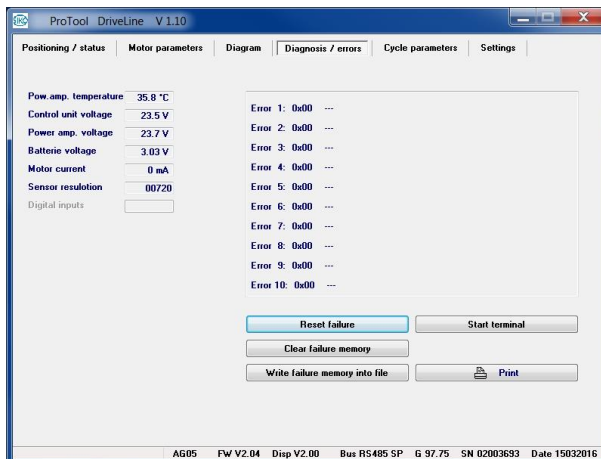 SIKO ProTool DriveLine V 1.10
Positioning / status Motor parameters Diagram Diagnosis / errors Cycle parameters Settings
Pow.amp. temperature 35.8 °C
Control unit voltage 23.5 V
Power amp. voltage 23.7 V
Batterie voltage 3.03 V
Motor current 0 mA
Sensor resulotion 00720
Digital inputs
Error 1: 0x00 ---
Error 2: 0x00 ---
Error 3: 0x00 ---
Error 4: 0x00 ---
Error 5: 0x00 ---
Error 6: 0x00 ---
Error 7: 0x00 ---
Error 8: 0x00 ---
Error 9: 0x00 ---
Error 10: 0x00 ---
Reset failure Start terminal
Clear failure memory
Write failure memory into file Print
AG05 FW V2.04 Disp V2.00 Bus RS485 SP G 97.75 SN 02003693 Date 15032016